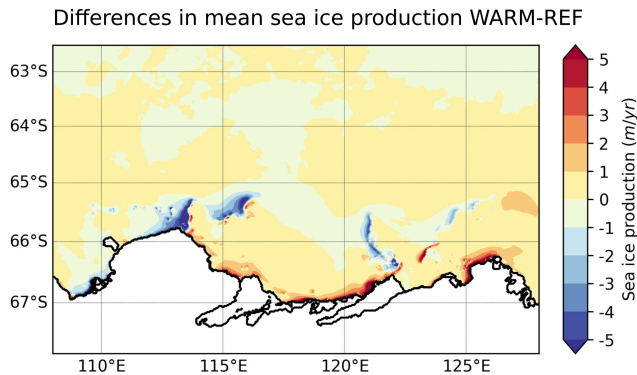 Differences in mean sea ice production WARM-REF
63°S
64°S
65°S
66°S
67°S
110°E
115°E
120°E
125°E
5
4
3
2
1
0
-1
-2
-3
-4
-5
Sea ice production (m/yr)